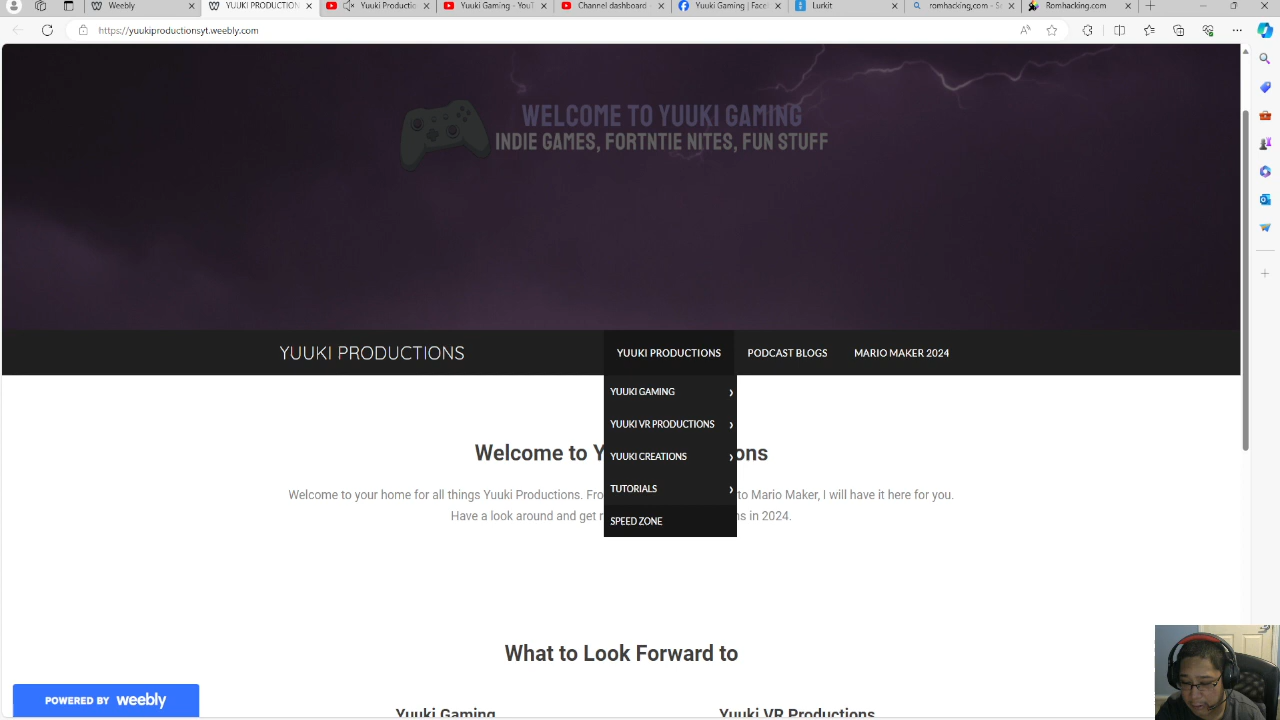 Weebly
YUUKI PRODUCTION
Yuuki Productio
Yuuki Gaming - YouT
Channel dashboard
Yuuki Gaming | Faceb
Lurkit
romhacking.com - Se
Romhacking.com
https://yuukiproductionsyt.weebly.com
WELCOME TO YUUKI GAMING
INDIE GAMES, FORTNTIE NITES, FUN STUFF
YUUKI PRODUCTIONS
YUUKI PRODUCTIONS
PODCAST BLOGS
MARIO MAKER 2024
YUUKI GAMING
YUUKI VR PRODUCTIONS
YUUKI CREATIONS
TUTORIALS
SPEED ZONE
Welcome to Y ons
Welcome to your home for all things Yuuki Productions. Fro to Mario Maker, I will have it here for you.
Have a look around and get r ns in 2024.
What to Look Forward to
Yuuki Gaming
Yuuki VR Productions
POWERED BY weebly